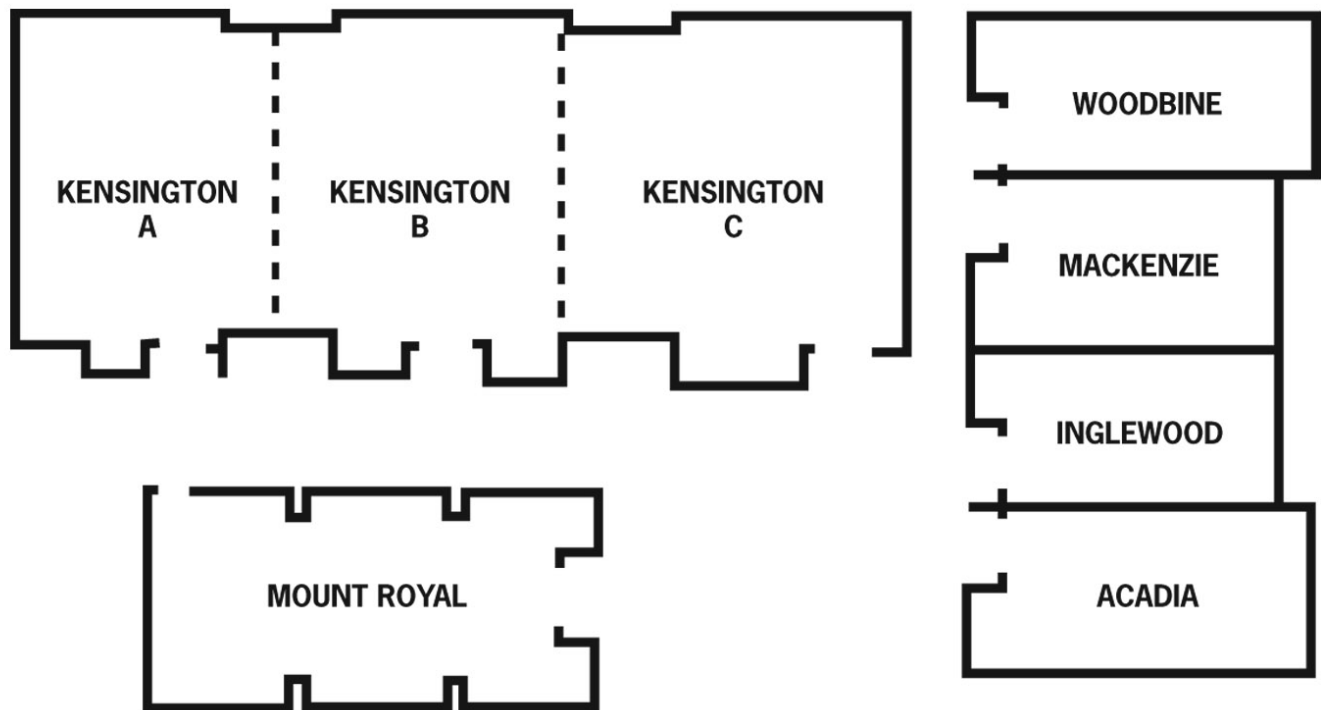 KENSINGTON
A
KENSINGTON
B
KENSINGTON
C
WOODBINE
MACKENZIE
INGLEWOOD
ACADIA
MOUNT ROYAL